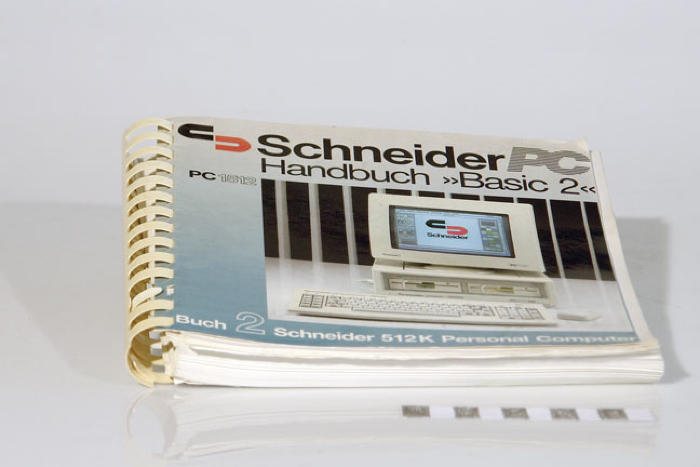 Schneider PC
Handbuch »Basic 2«
PC 1512
Schneider
Buch 2 Schneider 512K Personal Computer